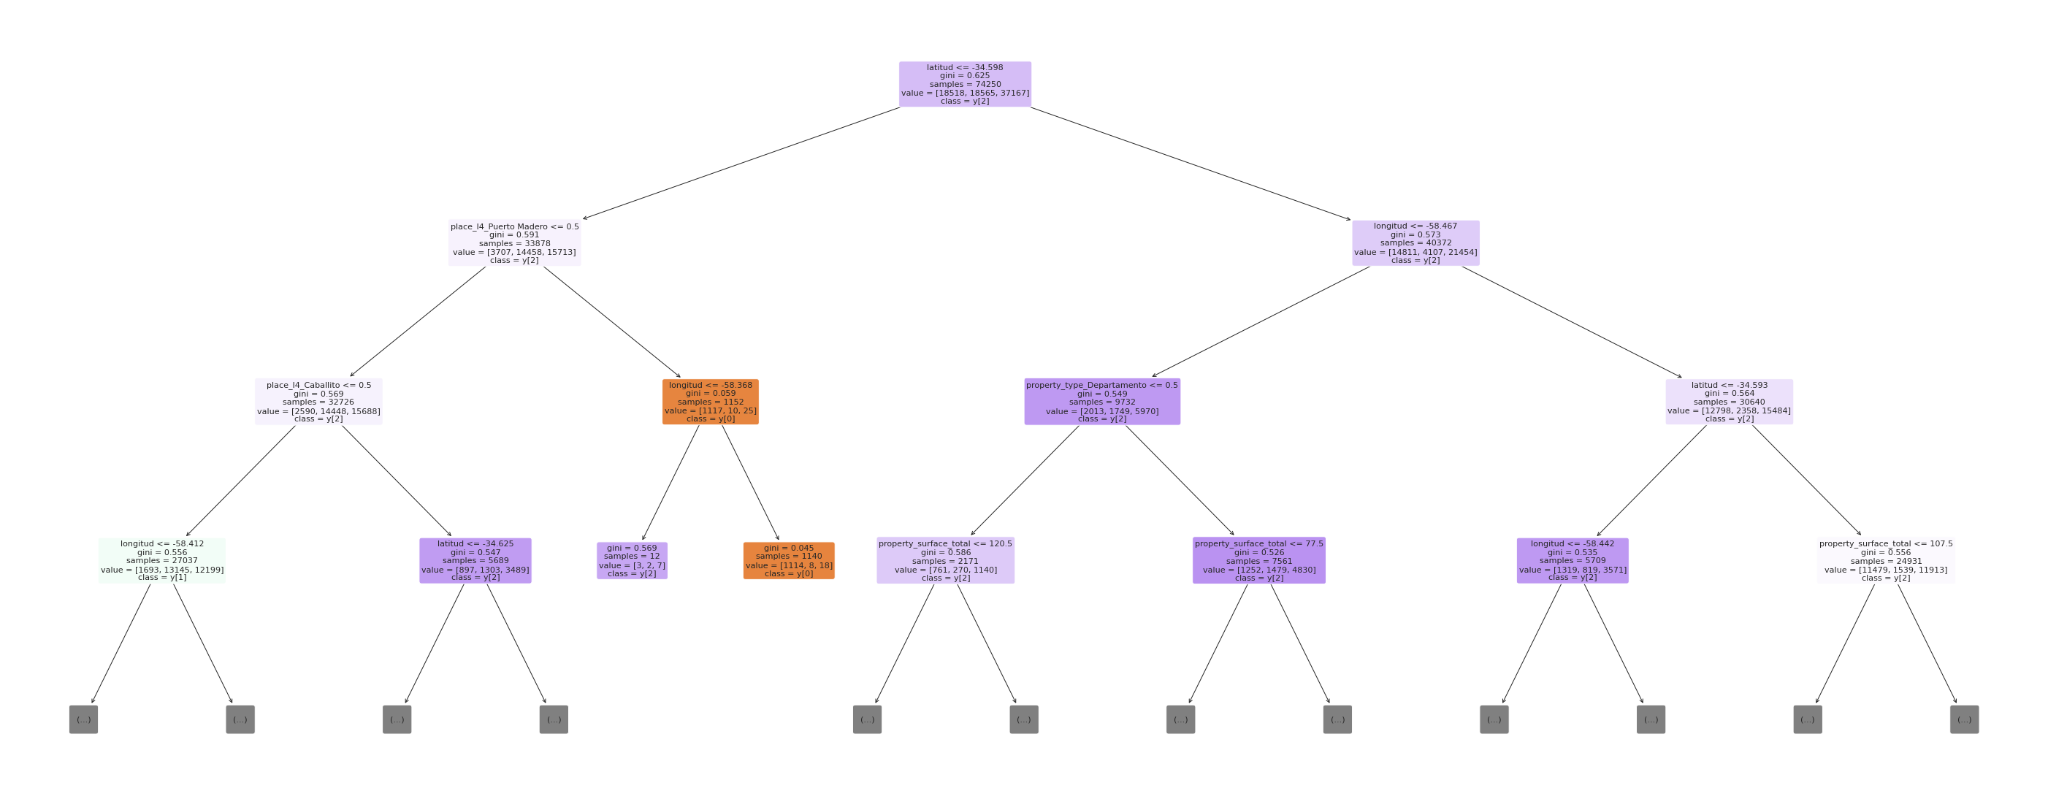 latitud <= -34.598
gini = 0.625
samples = 74250
value = [18518, 18565, 37167]
class = y[2]
place_l4_Puerto Madero <= 0.5
gini = 0.591
samples = 33878
value = [3707, 14458, 15713]
class = y[2]
longitud <= -58.467
gini = 0.573
samples = 40372
value = [14811, 4107, 21454]
class = y[2]
place_l4_Caballito <= 0.5
gini = 0.569
samples = 32726
value = [2590, 14448, 15688]
class = y[2]
longitud <= -58.368
gini = 0.059
samples = 1152
value = [1117, 10, 25]
class = y[0]
property_type_Departamento <= 0.5
gini = 0.549
samples = 9732
value = [2013, 1749, 5970]
class = y[2]
latitud <= -34.593
gini = 0.564
samples = 30640
value = [12798, 2358, 15484]
class = y[2]
longitud <= -58.412
gini = 0.556
samples = 27037
value = [1693, 13145, 12199]
class = y[1]
latitud <= -34.625
gini = 0.547
samples = 5689
value = [897, 1303, 3489]
class = y[2]
gini = 0.569
samples = 12
value = [3, 2, 7]
class = y[2]
gini = 0.045
samples = 1140
value = [1114, 8, 18]
class = y[0]
property_surface_total <= 120.5
gini = 0.586
samples = 2171
value = [761, 270, 1140]
class = y[2]
property_surface_total <= 77.5
gini = 0.526
samples = 7561
value = [1252, 1479, 4830]
class = y[2]
longitud <= -58.442
gini = 0.535
samples = 5709
value = [1319, 819, 3571]
class = y[2]
property_surface_total <= 107.5
gini = 0.556
samples = 24931
value = [11479, 1539, 11913]
class = y[2]
(...)
(...)
(...)
(...)
(...)
(...)
(...)
(...)
(...)
(...)
(...)
(...)